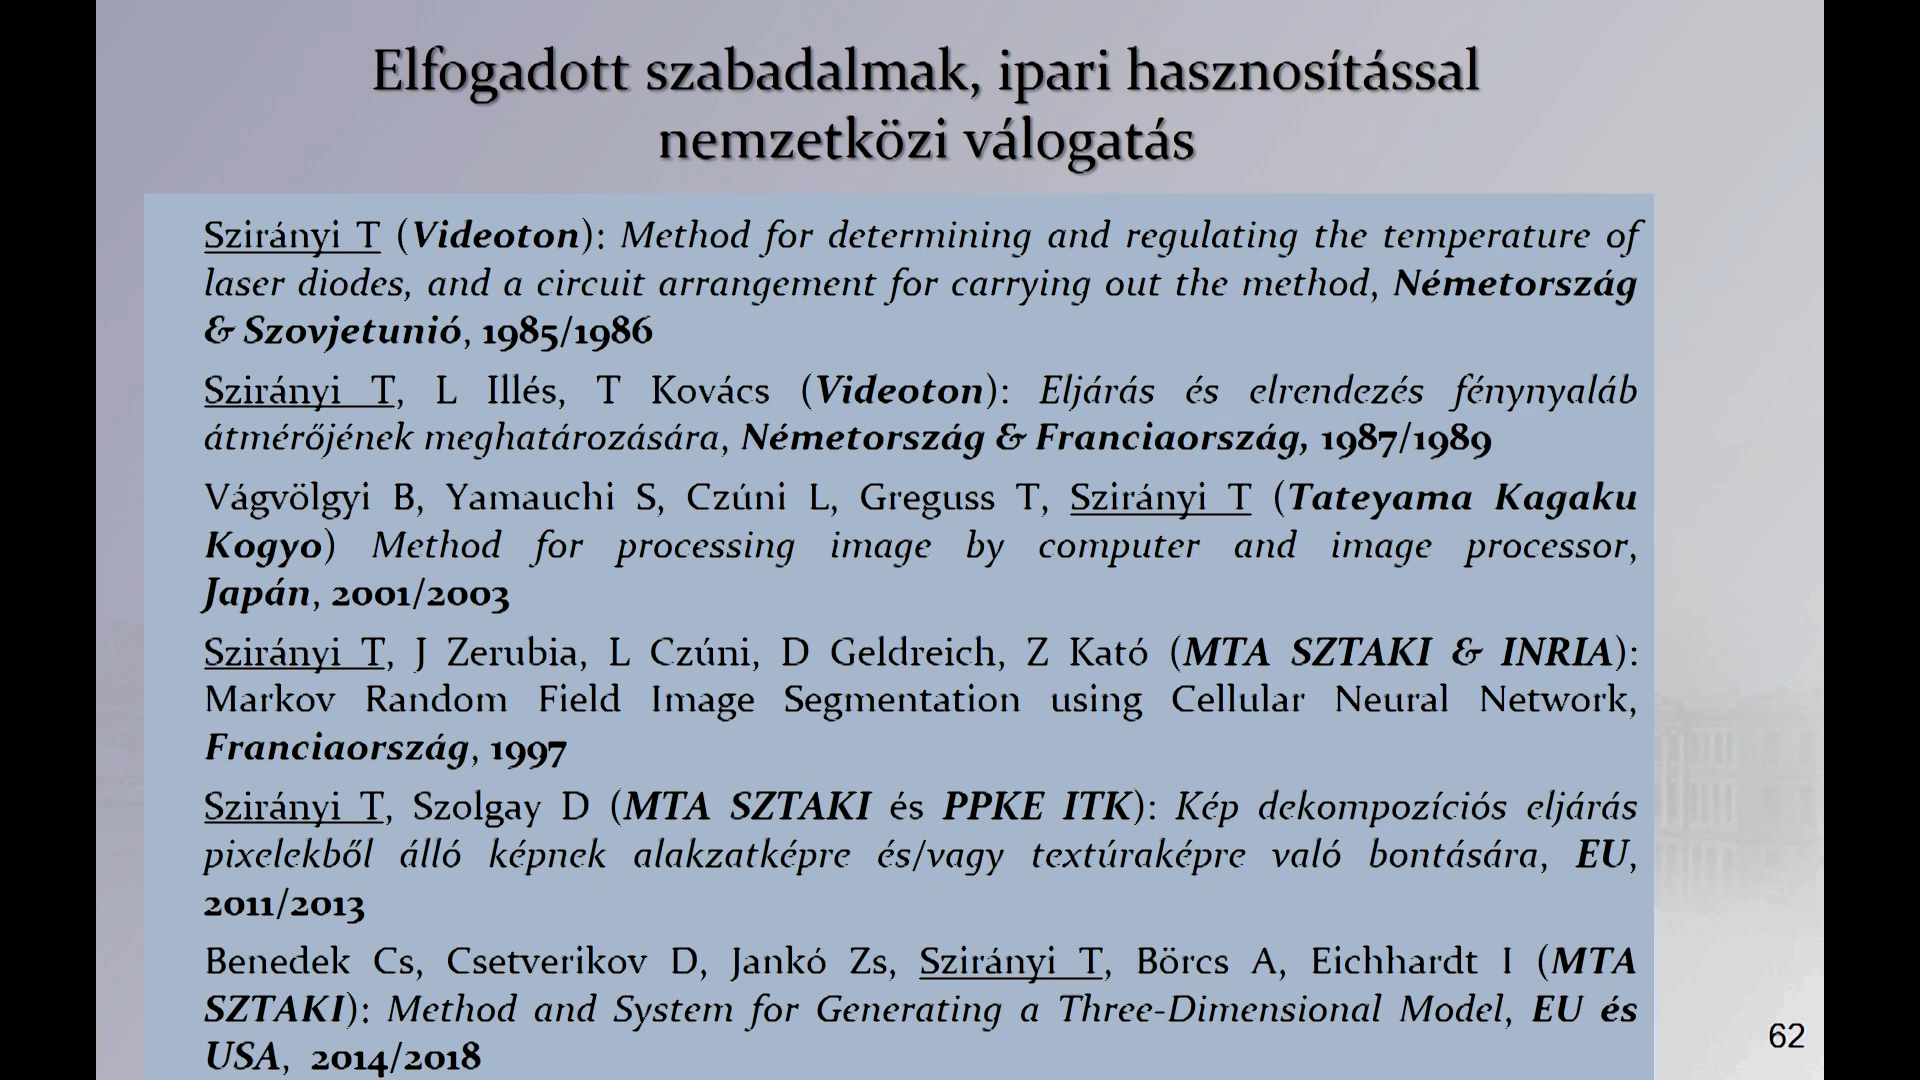 Elfogadott szabadalmak, ipari hasznosítással
nemzetközi válogatás
Szirányi T (Videoton): Method for determining and regulating the temperature of
laser diodes, and a circuit arrangement for carrying out the method, Németország
& Szovjetunió, 1985/1986
Szirányi T, L Illés, T Kovács (Videoton): Eljárás és elrendezés fénynyaláb
átmérőjének meghatározására, Németország & Franciaország, 1987/1989
Vágvölgyi B, Yamauchi S, Czúni L, Greguss T, Szirányi T (Tateyama Kagaku
Kogyo) Method for processing image by computer and image processor,
Japán, 2001/2003
Szirányi T, J Zerubia, L Czúni, D Geldreich, Z Kató (MTA SZTAKI & INRIA):
Markov Random Field Image Segmentation using Cellular Neural Network,
Franciaország, 1997
Szirányi T, Szolgay D (MTA SZTAKI és PPKE ITK): Kép dekompozíciós eljárás
pixelekből álló képnek alakzatképre és/vagy textúraképre való bontására, EU,
2011/2013
Benedek Cs, Csetverikov D, Jankó Zs, Szirányi T, Börcs A, Eichhardt I (MTA
SZTAKI): Method and System for Generating a Three-Dimensional Model, EU és
USA, 2014/2018
62